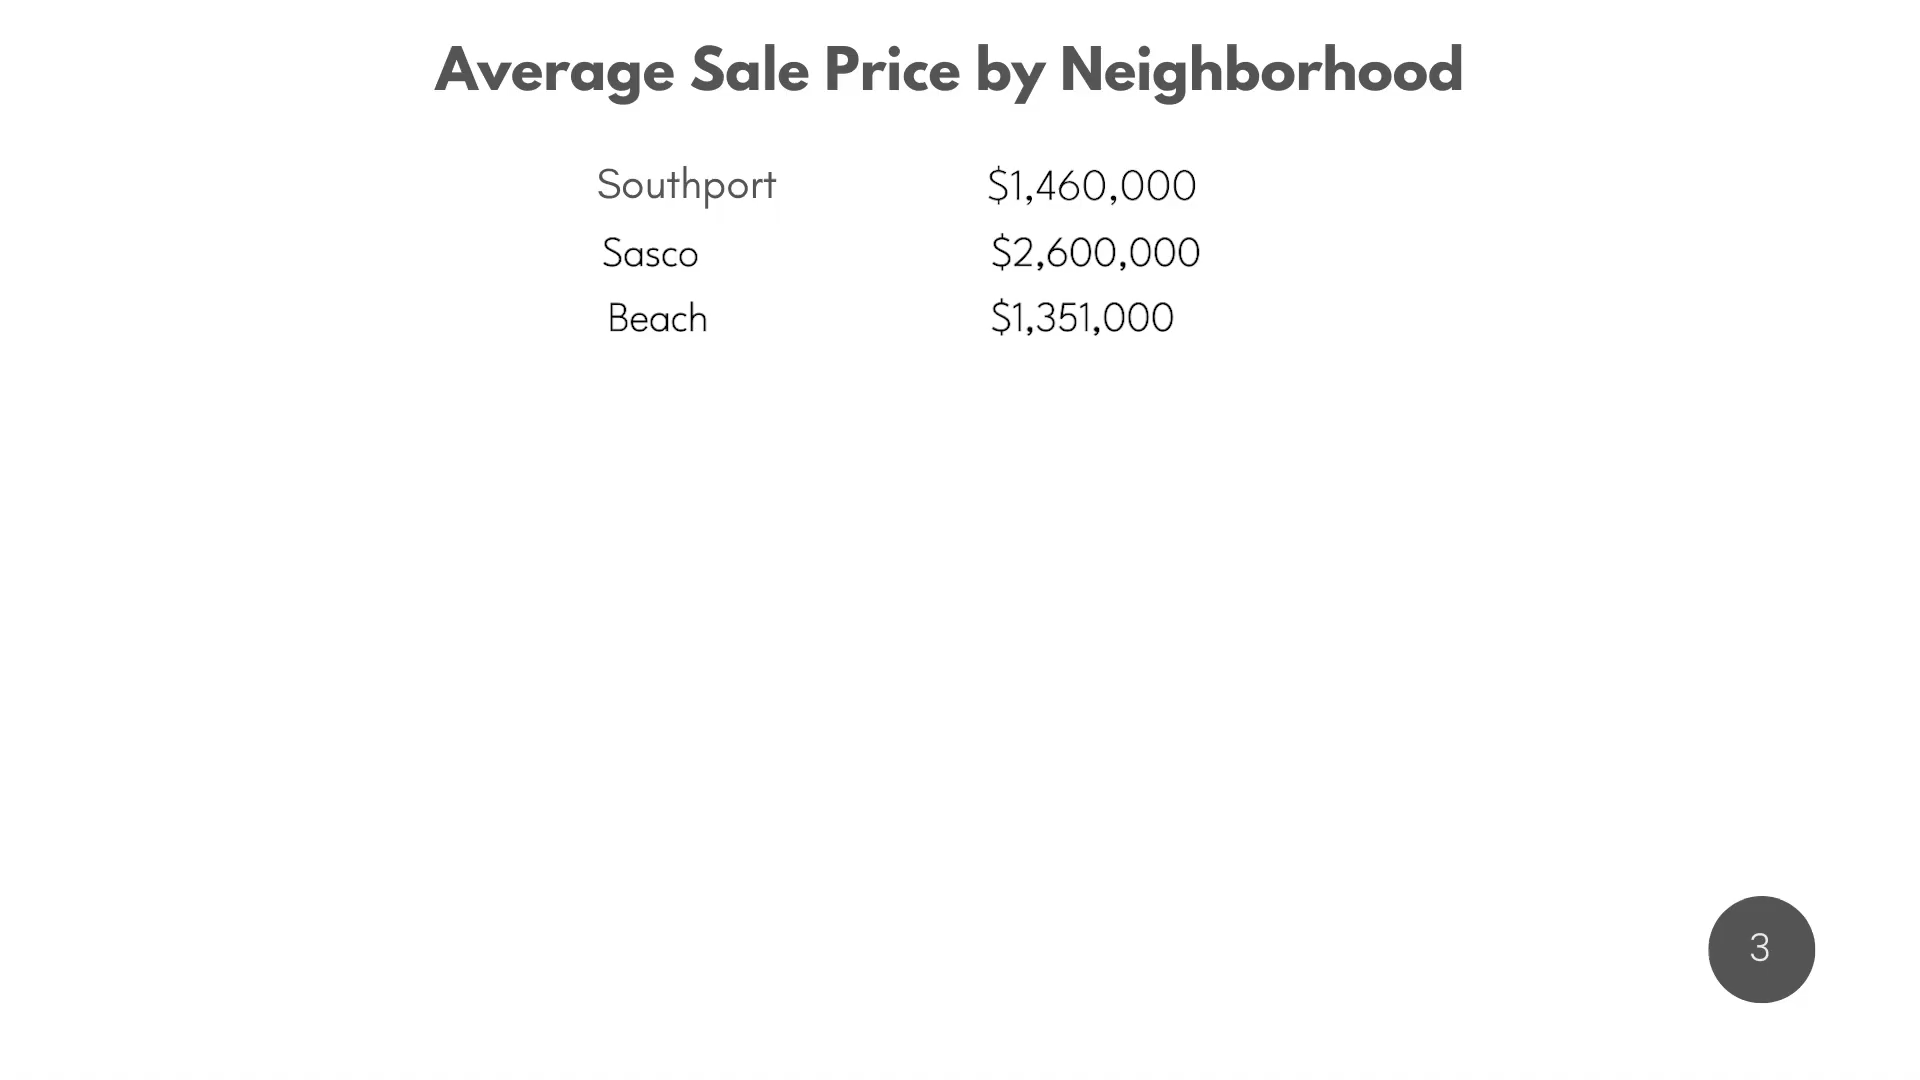 Average Sale Price by Neighborhood
Southport $1,460,000
Sasco $2,600,000
Beach $1,351,000
3